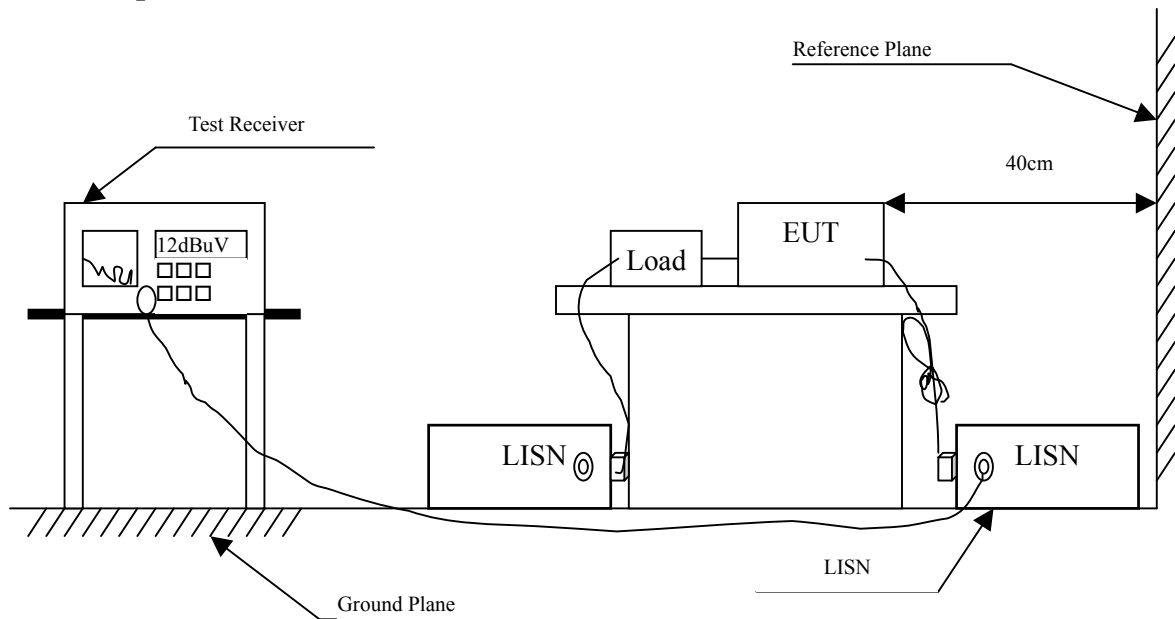 Reference Plane
Test Receiver
40cm
12dBuV
EUT
Load
LISN
LISN
LISN
Ground Plane